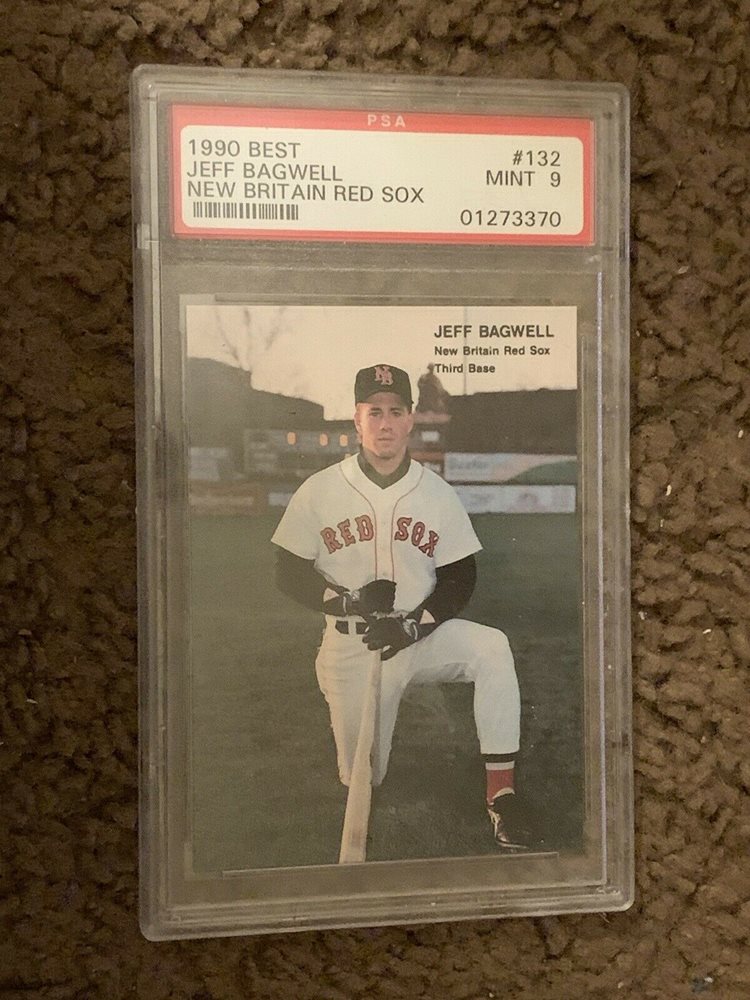 PSA
1990 BEST #132
JEFF BAGWELL MINT 9
NEW BRITAIN RED SOX
01273370
JEFF BAGWELL
New Britain Red Sox
Third Base
NB
RED SOX